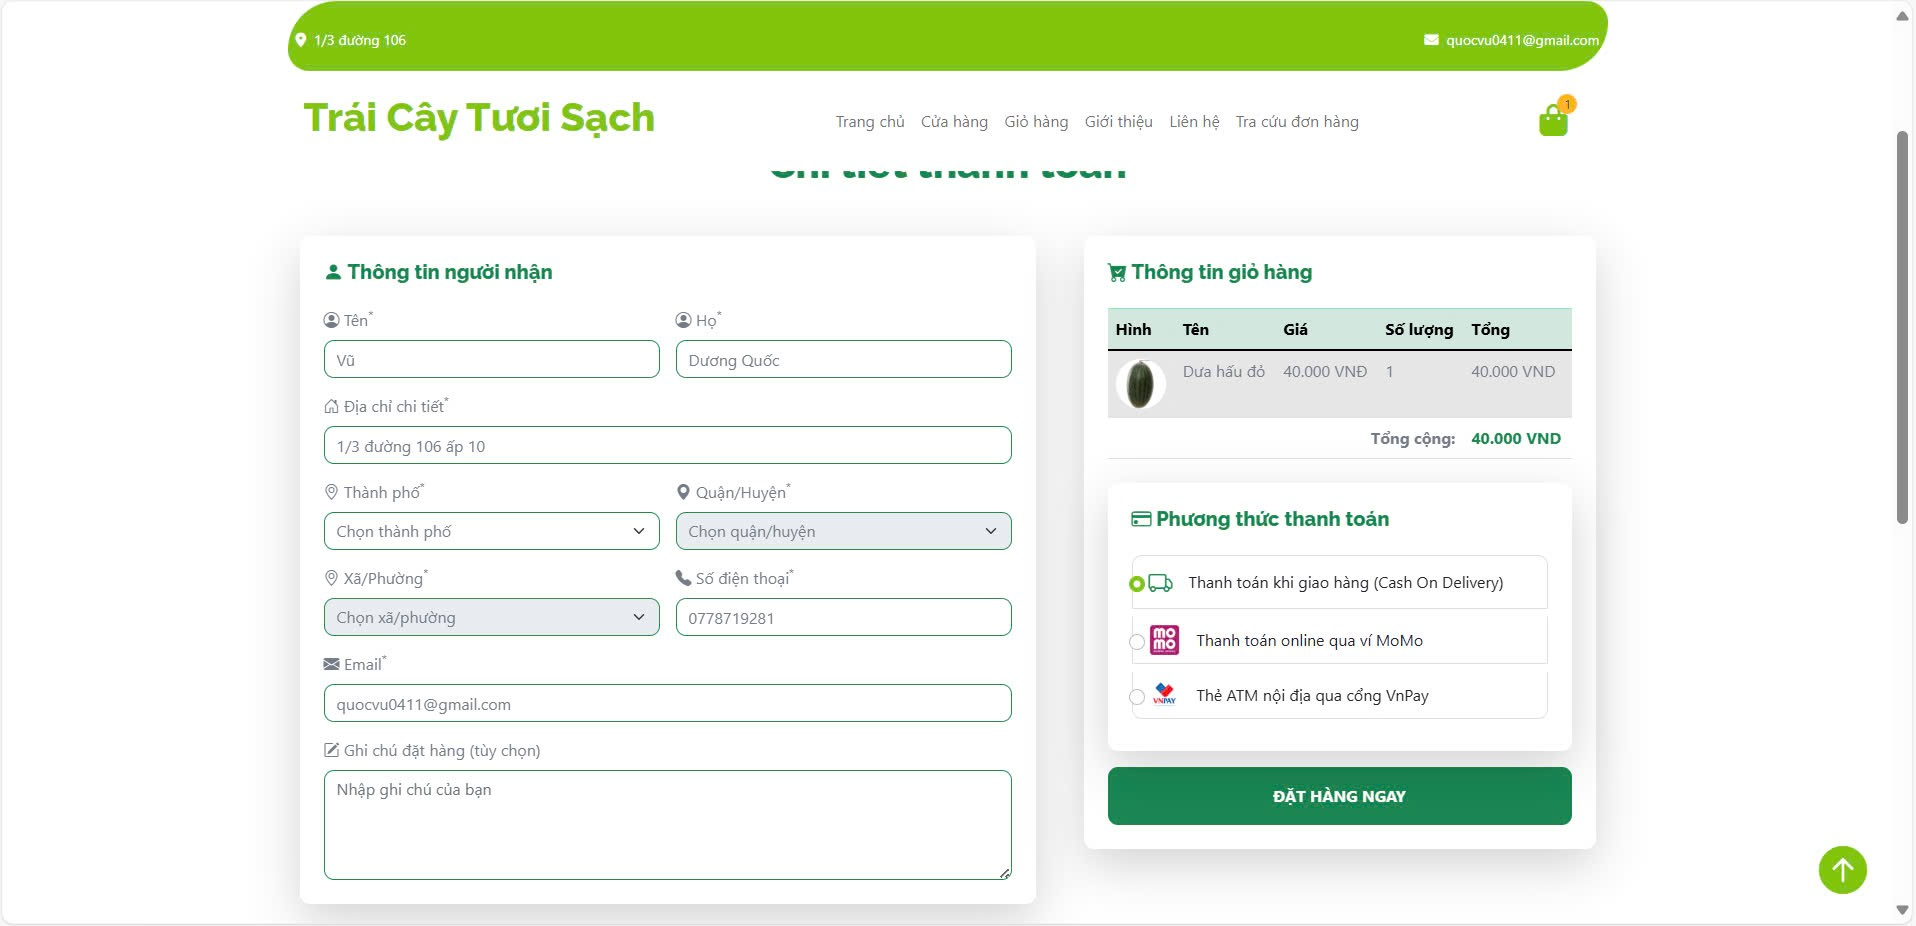 1/3 đường 106
quocvu0411@gmail.com
Trái Cây Tươi Sạch
Trang chủ Cửa hàng Giỏ hàng Giới thiệu Liên hệ Tra cứu đơn hàng
1
Chi tiết thanh toán
Thông tin người nhận
Tên* Họ*
Vũ Dương Quốc
Địa chỉ chi tiết*
1/3 đường 106 ấp 10
Thành phố* Quận/Huyện*
Chọn thành phố Chọn quận/huyện
Xã/Phường* Số điện thoại*
Chọn xã/phường 0778719281
Email*
quocvu0411@gmail.com
Ghi chú đặt hàng (tùy chọn)
Nhập ghi chú của bạn
Thông tin giỏ hàng
Hình Tên Giá Số lượng Tổng
Dưa hấu đỏ 40.000 VNĐ 1 40.000 VND
Tổng cộng: 40.000 VND
Phương thức thanh toán
Thanh toán khi giao hàng (Cash On Delivery)
mo
mo
Thanh toán online qua ví MoMo
VNPAY
Thẻ ATM nội địa qua cổng VnPay
ĐẶT HÀNG NGAY